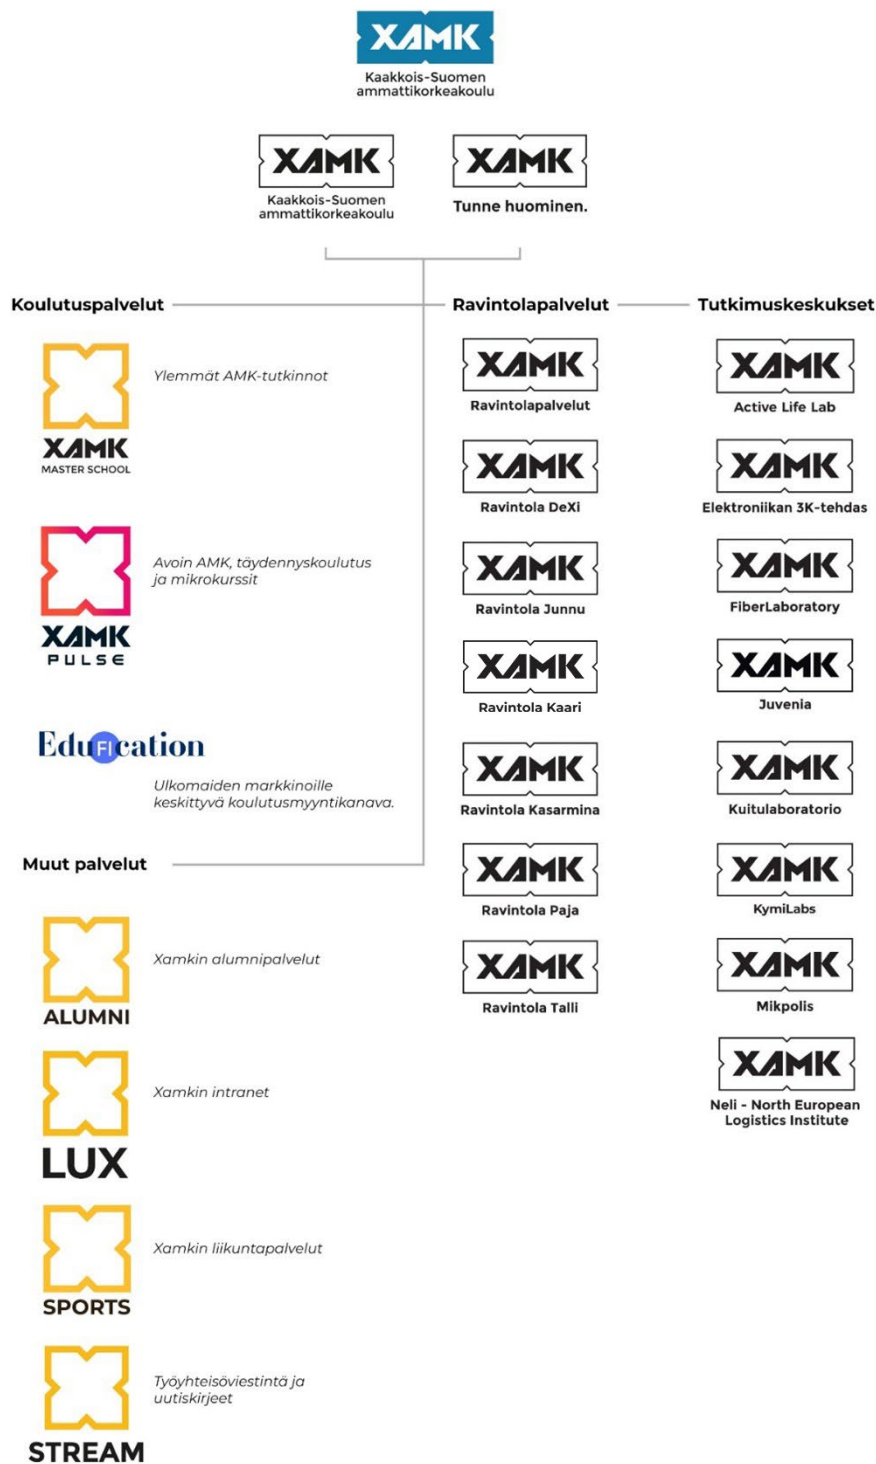 XAMK
Kaakkois-Suomen
ammattikorkeakoulu
XAMK
Kaakkois-Suomen
ammattikorkeakoulu
XAMK
Tunne huominen.
Koulutuspalvelut
XAMK
MASTER SCHOOL
Ylemmät AMK-tutkinnot
XAMK
PULSE
Avoin AMK, täydennyskoulutus
ja mikrokurssit
EduFication
Ulkomaiden markkinoille
keskittyvä koulutusmyyntikanava.
Muut palvelut
ALUMNI
Xamkin alumnipalvelut
LUX
Xamkin intranet
SPORTS
Xamkin liikuntapalvelut
STREAM
Työyhteisöviestintä ja
uutiskirjeet
Ravintolapalvelut
XAMK
Ravintolapalvelut
XAMK
Ravintola DeXi
XAMK
Ravintola Junnu
XAMK
Ravintola Kaari
XAMK
Ravintola Kasarmina
XAMK
Ravintola Paja
XAMK
Ravintola Talli
Tutkimuskeskukset
XAMK
Active Life Lab
XAMK
Elektroniikan 3K-tehdas
XAMK
FiberLaboratory
XAMK
Juvenia
XAMK
Kuitulaboratorio
XAMK
KymiLabs
XAMK
Mikpolis
XAMK
Neli - North European
Logistics Institute